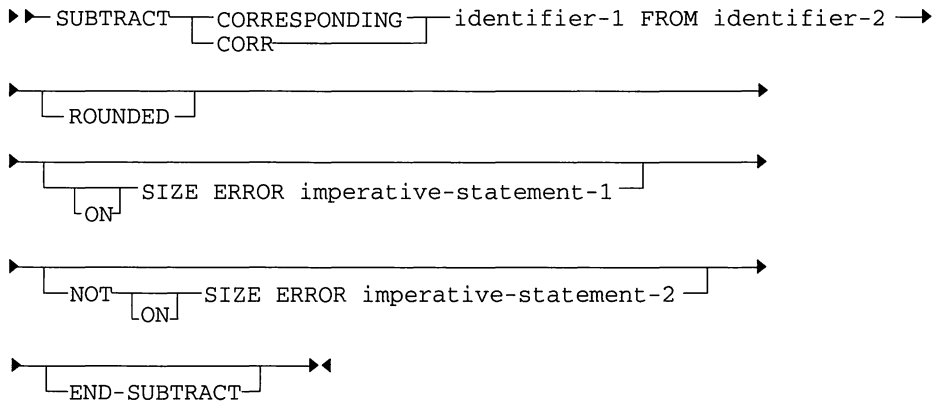 SUBTRACT CORRESPONDING identifier-1 FROM identifier-2
CORR
ROUNDED
SIZE ERROR imperative-statement-1
ON
NOT SIZE ERROR imperative-statement-2
ON
END-SUBTRACT